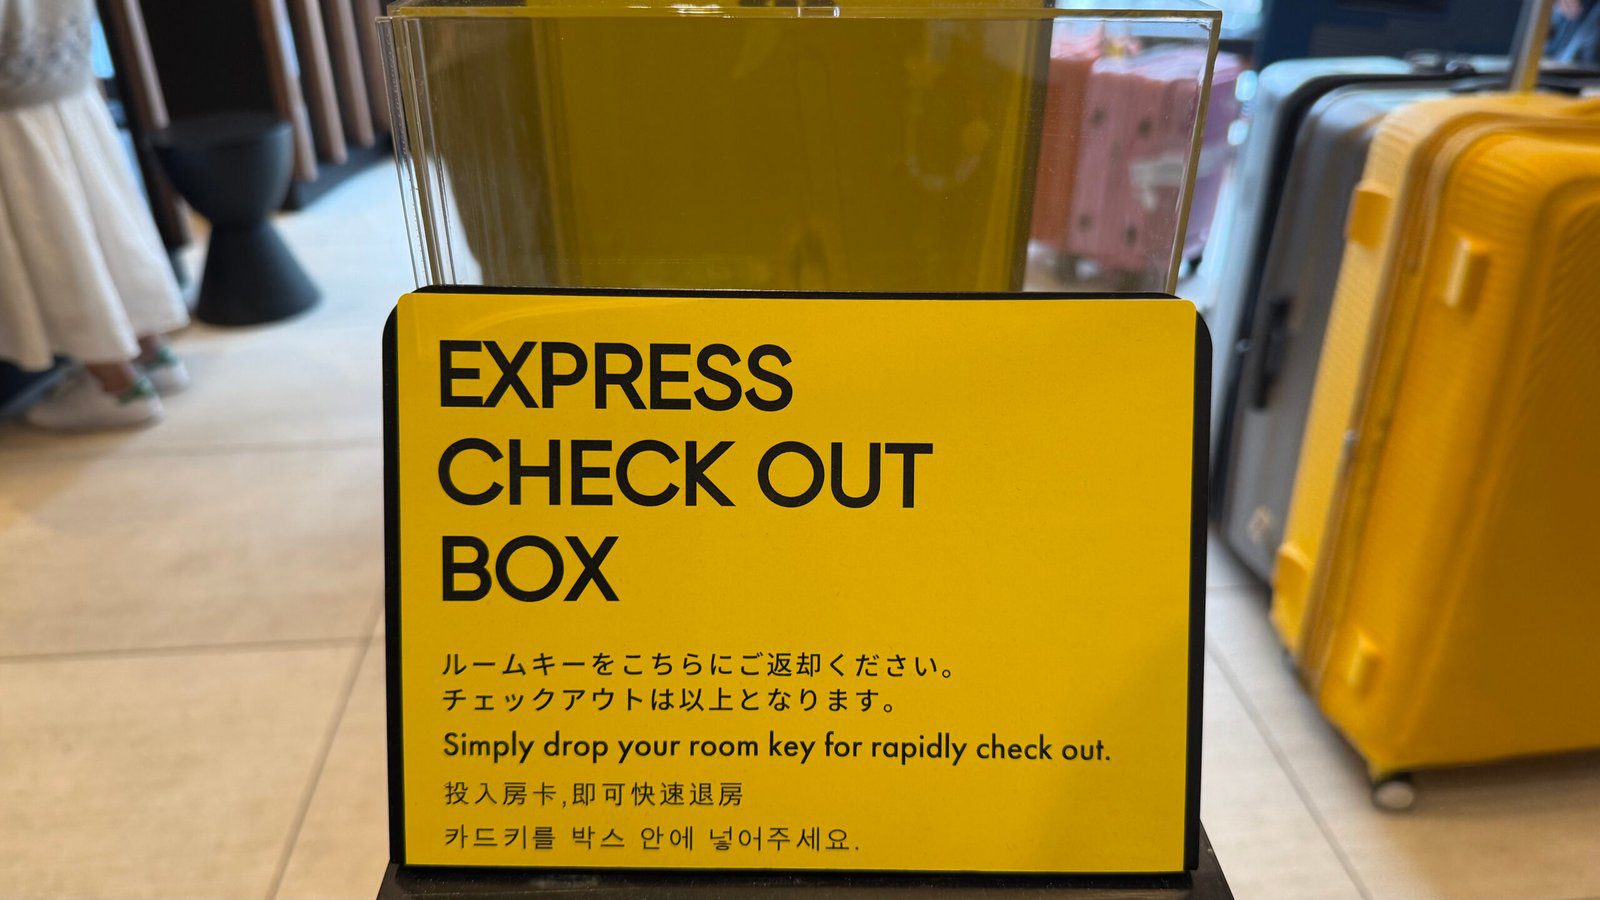 EXPRESS
CHECK OUT
BOX
ルームキーをこちらにご返却ください。
チェックアウトは以上となります。
Simply drop your room key for rapidly check out.
投入房卡,即可快速退房
카드키를 박스 안에 넣어주세요.